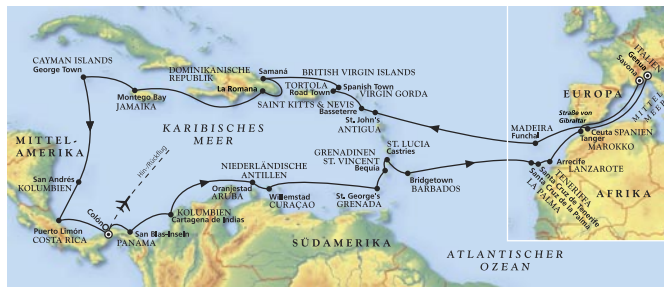 CAYMAN ISLANDS
George Town
Montego Bay
JAMAIKA
DOMINIKANISCHE
REPUBLIK
Samaná
La Romana
BRITISH VIRGIN ISLANDS
TORTOLA
Road Town
Spanish Town
VIRGIN GORDA
SAINT KITTS & NEVIS
Basseterre
St. John's
ANTIGUA
KARIBISCHES
MEER
MITTEL-
AMERIKA
San Andrés
KOLUMBIEN
Puerto Limón
COSTA RICA
Colón
Hin-/Rückflug
PANAMA
San Blas-Inseln
KOLUMBIEN
Cartagena de Indias
NIEDERLÄNDISCHE
ANTILLEN
Oranjestad
ARUBA
Willemstad
CURAÇAO
GRENADINEN
ST. VINCENT
Bequia
St. George's
GRENADA
ST. LUCIA
Castries
Bridgetown
BARBADOS
SÜDAMERIKA
ATLANTISCHER
OZEAN
EUROPA
ITALIEN
Genua
Savona
MITTEL-
MEER
Straße von
Gibraltar
MADEIRA
Funchal
Ceuta SPANIEN
Tanger
MAROKKO
Arrecife
LANZAROTE
TENERIFFA
Santa Cruz de Tenerife
Santa Cruz de la Palma
LA PALMA
AFRIKA